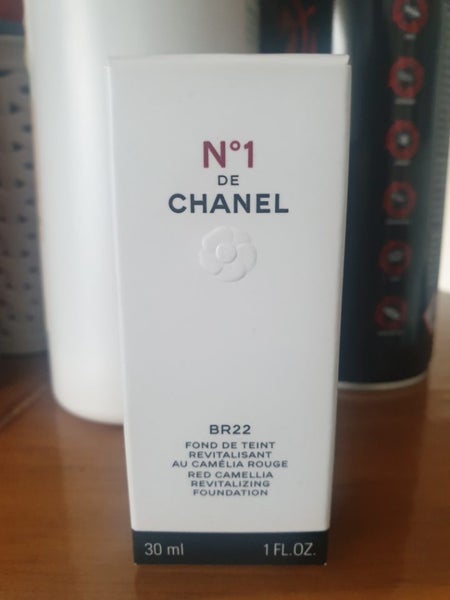 N°1
DE
CHANEL
BR22
FOND DE TEINT
REVITALISANT
AU CAMÉLIA ROUGE
RED CAMELLIA
REVITALIZING
FOUNDATION
30 ml 1 FL.OZ.